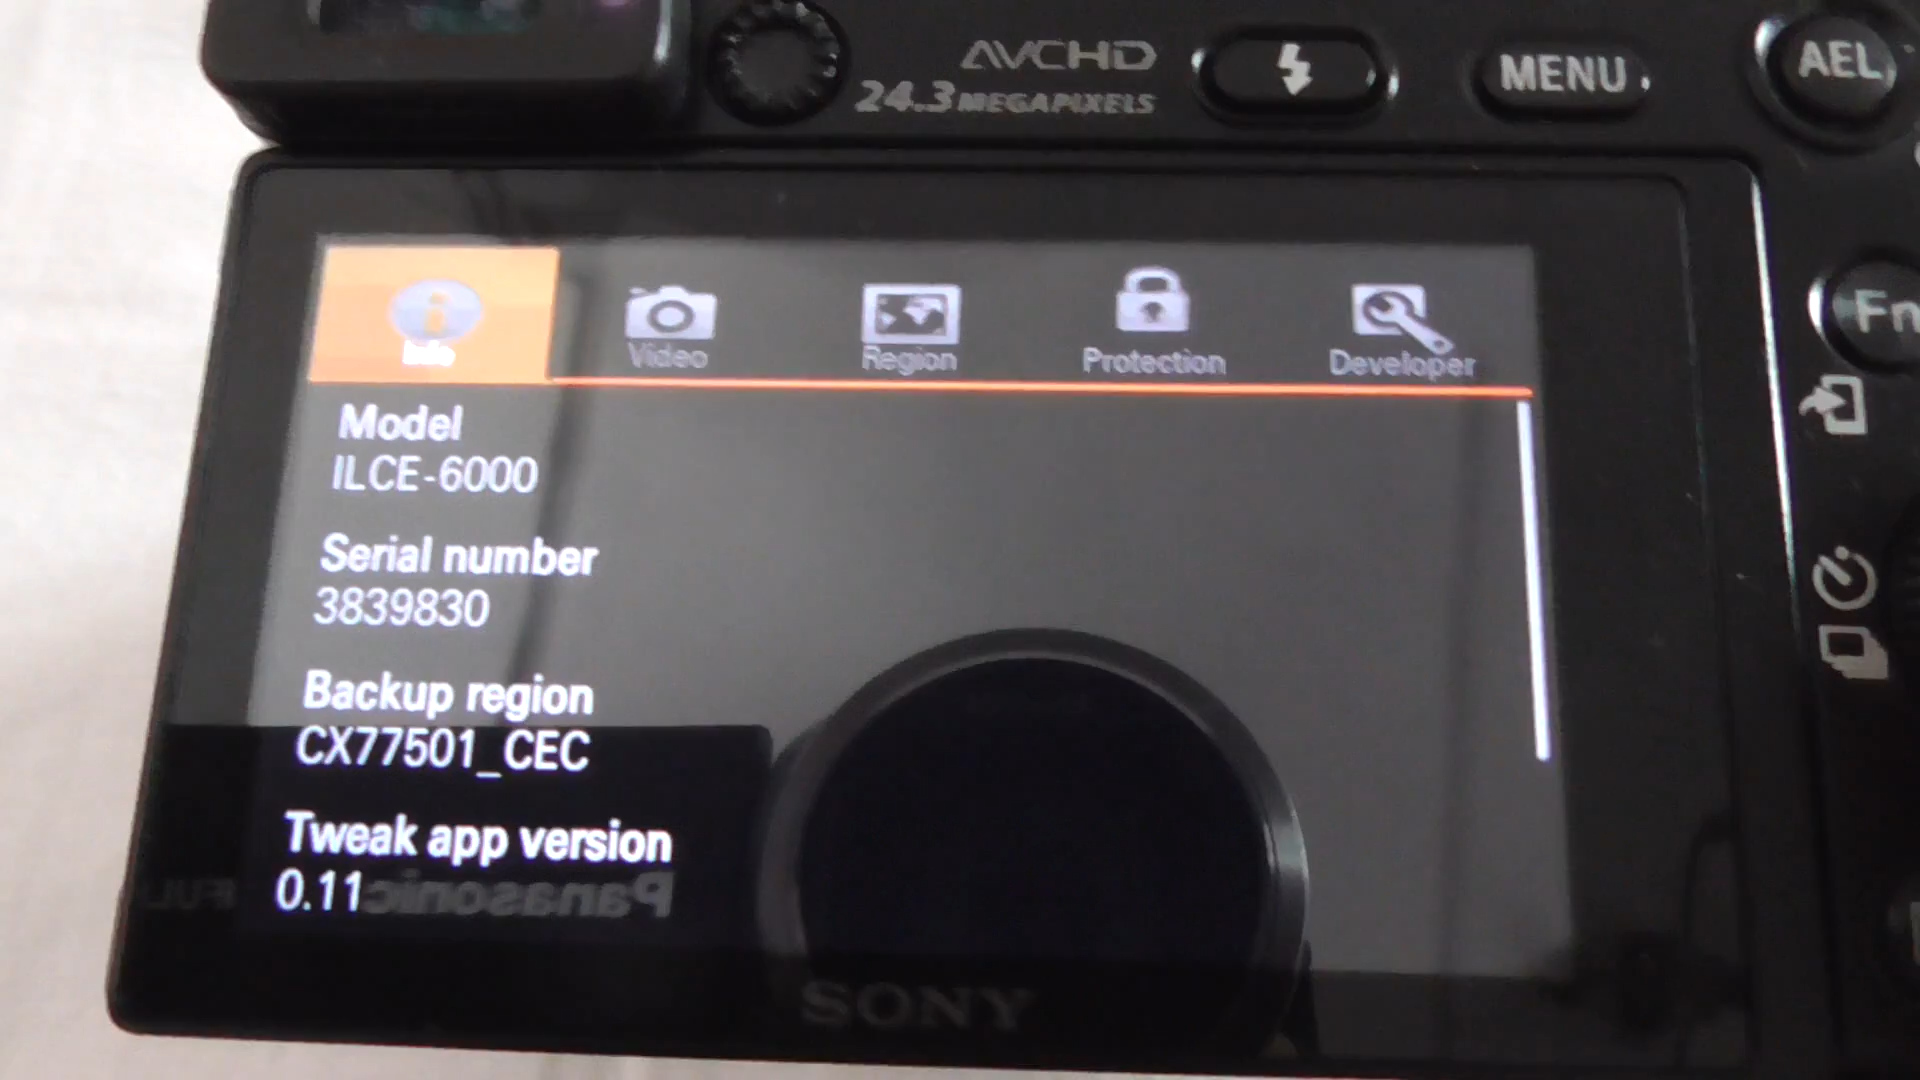 AVCHD
24.3 MEGAPIXELS
MENU
AEL
Fn
Info
Video
Region
Protection
Developer
Model
ILCE-6000
Serial number
3839830
Backup region
CX77501_CEC
Tweak app version
0.11
Panasonic
SONY